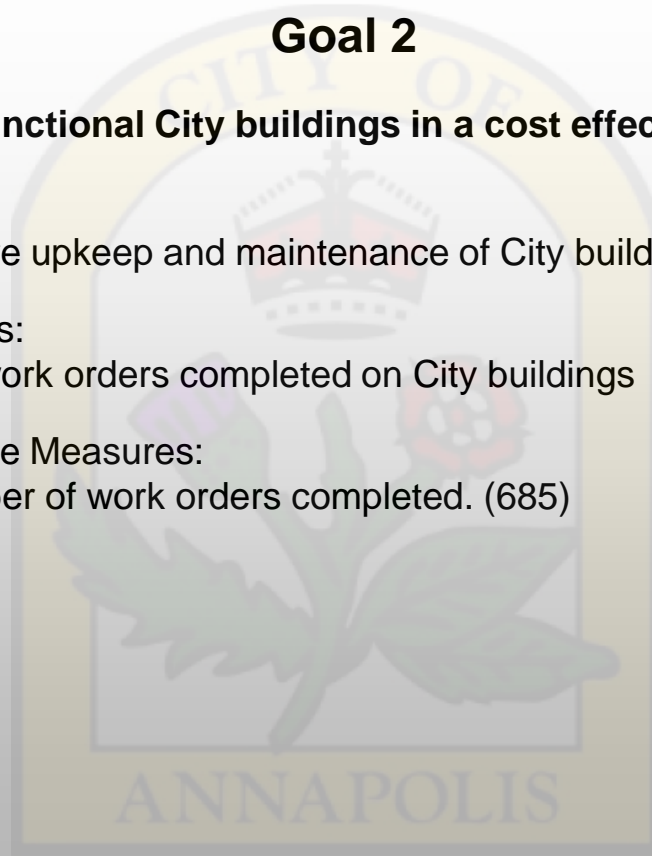 Goal 2
nctional City buildings in a cost effec
e upkeep and maintenance of City build
s:
work orders completed on City buildings
e Measures:
er of work orders completed. (685)
CITY OF
ANNAPOLIS